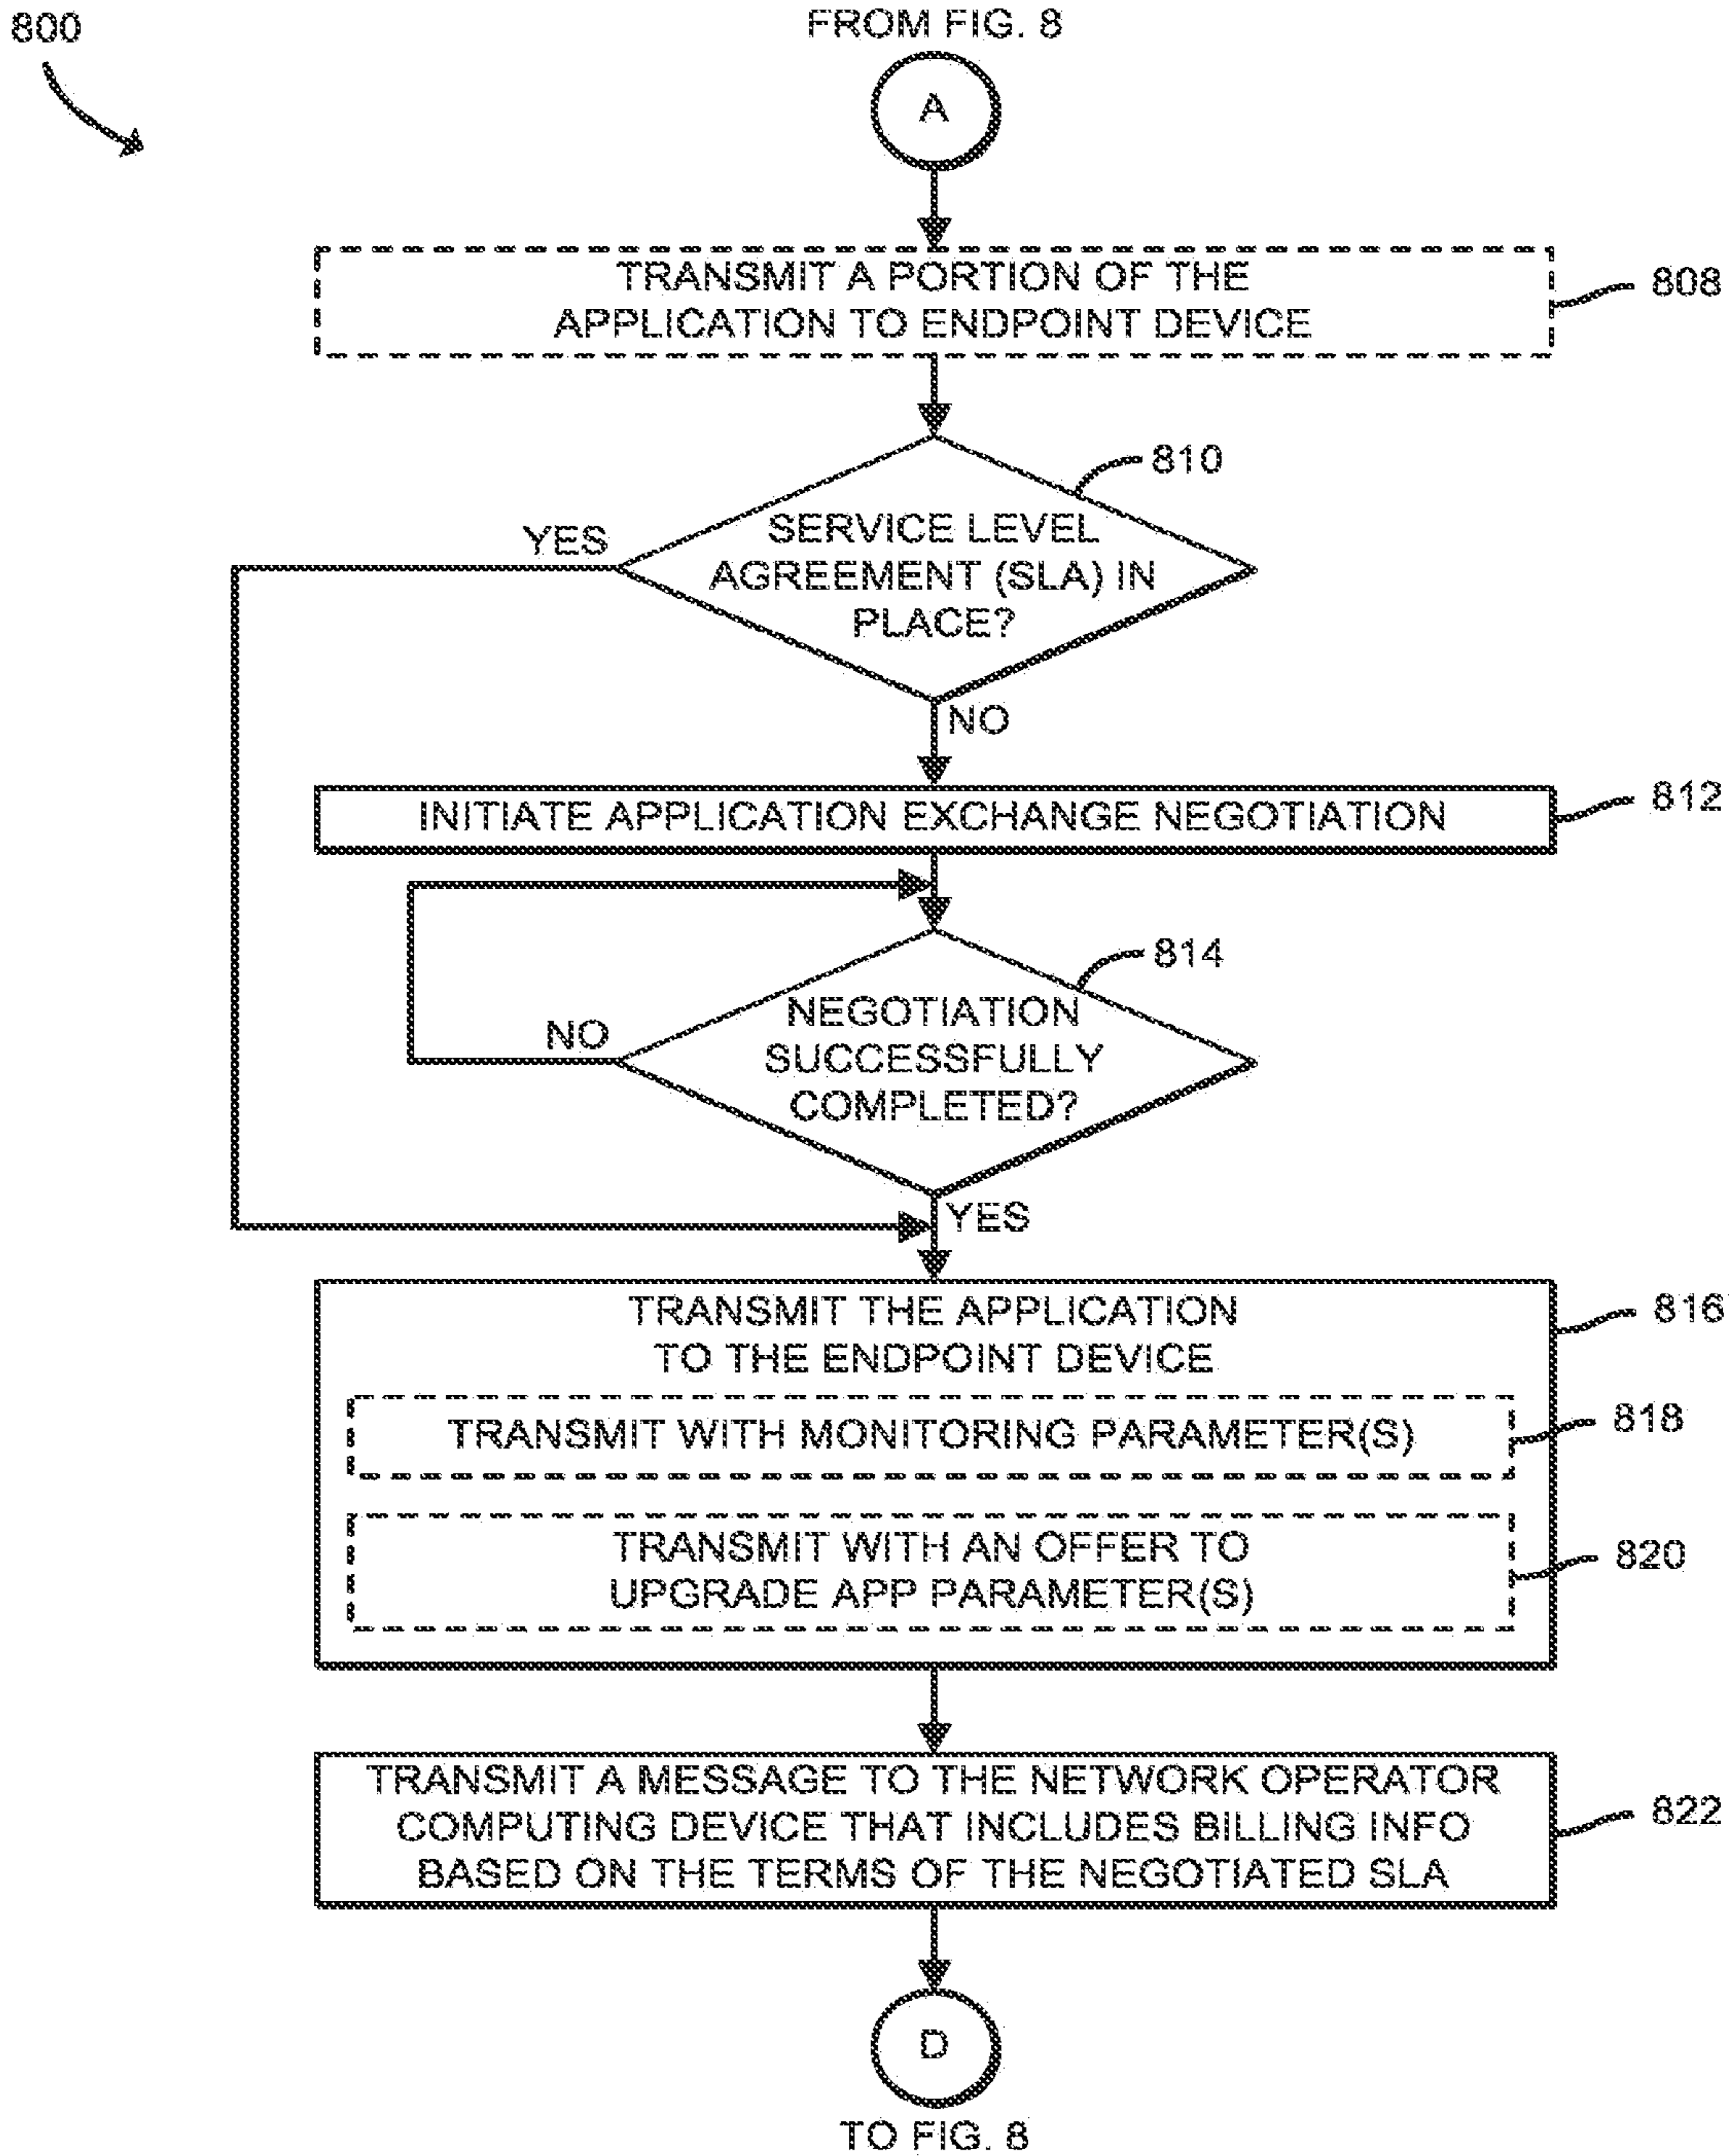 800
FROM FIG. 8
A
TRANSMIT A PORTION OF THE
APPLICATION TO ENDPOINT DEVICE
808
810
YES
SERVICE LEVEL
AGREEMENT (SLA) IN
PLACE?
NO
INITIATE APPLICATION EXCHANGE NEGOTIATION
812
814
NO
NEGOTIATION
SUCCESSFULLY
COMPLETED?
YES
TRANSMIT THE APPLICATION
TO THE ENDPOINT DEVICE
816
TRANSMIT WITH MONITORING PARAMETER(S)
818
TRANSMIT WITH AN OFFER TO
UPGRADE APP PARAMETER(S)
820
TRANSMIT A MESSAGE TO THE NETWORK OPERATOR
COMPUTING DEVICE THAT INCLUDES BILLING INFO
BASED ON THE TERMS OF THE NEGOTIATED SLA
822
D
TO FIG. 8